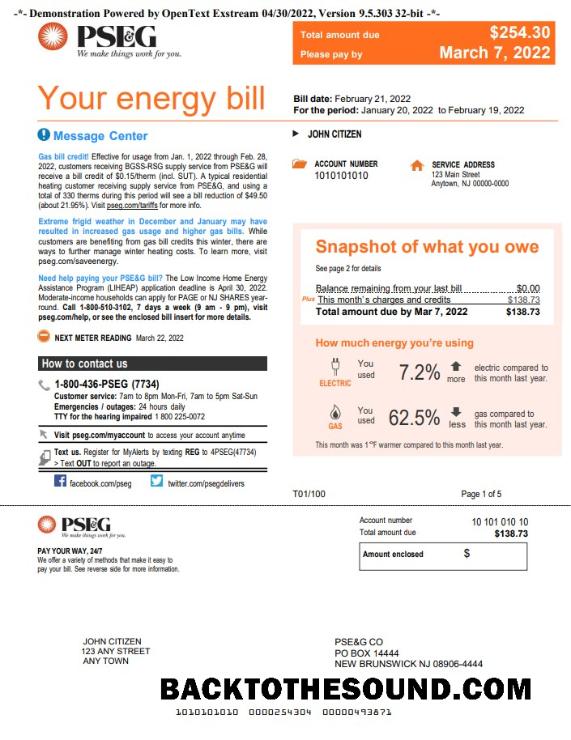 -*- Demonstration Powered by OpenText Exstream 04/30/2022, Version 9.5.303 32-bit -*-
PSE&G
We make things work for you.
Total amount due $254.30
Please pay by March 7, 2022
Your energy bill
Bill date: February 21, 2022
For the period: January 20, 2022 to February 19, 2022
Message Center
Gas bill credit! Effective for usage from Jan. 1, 2022 through Feb. 28,
2022, customers receiving BGSS-RSG supply service from PSE&G will
receive a bill credit of $0.15/therm (incl. SUT). A typical residential
heating customer receiving supply service from PSE&G, and using a
total of 330 therms during this period will see a bill reduction of $49.50
(about 21.95%). Visit pseg.com/tariffs for more info.
Extreme frigid weather in December and January may have
resulted in increased gas usage and higher gas bills. While
customers are benefiting from gas bill credits this winter, there are
ways to further manage winter heating costs. To learn more, visit
pseg.com/saveenergy.
Need help paying your PSE&G bill? The Low Income Home Energy
Assistance Program (LIHEAP) application deadline is April 30, 2022.
Moderate-income households can apply for PAGE or NJ SHARES year-
round. Call 1-800-510-3102, 7 days a week (9 am - 9 pm), visit
pseg.com/help, or see the enclosed bill insert for more details.
NEXT METER READING March 22, 2022
JOHN CITIZEN
ACCOUNT NUMBER
1010101010
SERVICE ADDRESS
123 Main Street
Anytown, NJ 00000-0000
Snapshot of what you owe
See page 2 for details
Balance remaining from your last bill $0.00
Plus This month's charges and credits $138.73
Total amount due by Mar 7, 2022 $138.73
How much energy you're using
ELECTRIC You used 7.2% more electric compared to this month last year.
GAS You used 62.5% less gas compared to this month last year.
This month was 1°F warmer compared to this month last year.
How to contact us
1-800-436-PSEG (7734)
Customer service: 7am to 8pm Mon-Fri, 7am to 5pm Sat-Sun
Emergencies / outages: 24 hours daily
TTY for the hearing impaired 1 800 225-0072
Visit pseg.com/myaccount to access your account anytime
Text us. Register for MyAlerts by texting REG to 4PSEG(47734)
> Text OUT to report an outage.
facebook.com/pseg
twitter.com/psegdelivers
T01/100
Page 1 of 5
PSE&G
We make things work for you.
PAY YOUR WAY, 24/7
We offer a variety of methods that make it easy to
pay your bill. See reverse side for more information.
Account number 10 101 010 10
Total amount due $138.73
Amount enclosed $
JOHN CITIZEN
123 ANY STREET
ANY TOWN
PSE&G CO
PO BOX 14444
NEW BRUNSWICK NJ 08906-4444
BACKTOTHESOUND.COM
1010101010 0000254304 00000493871